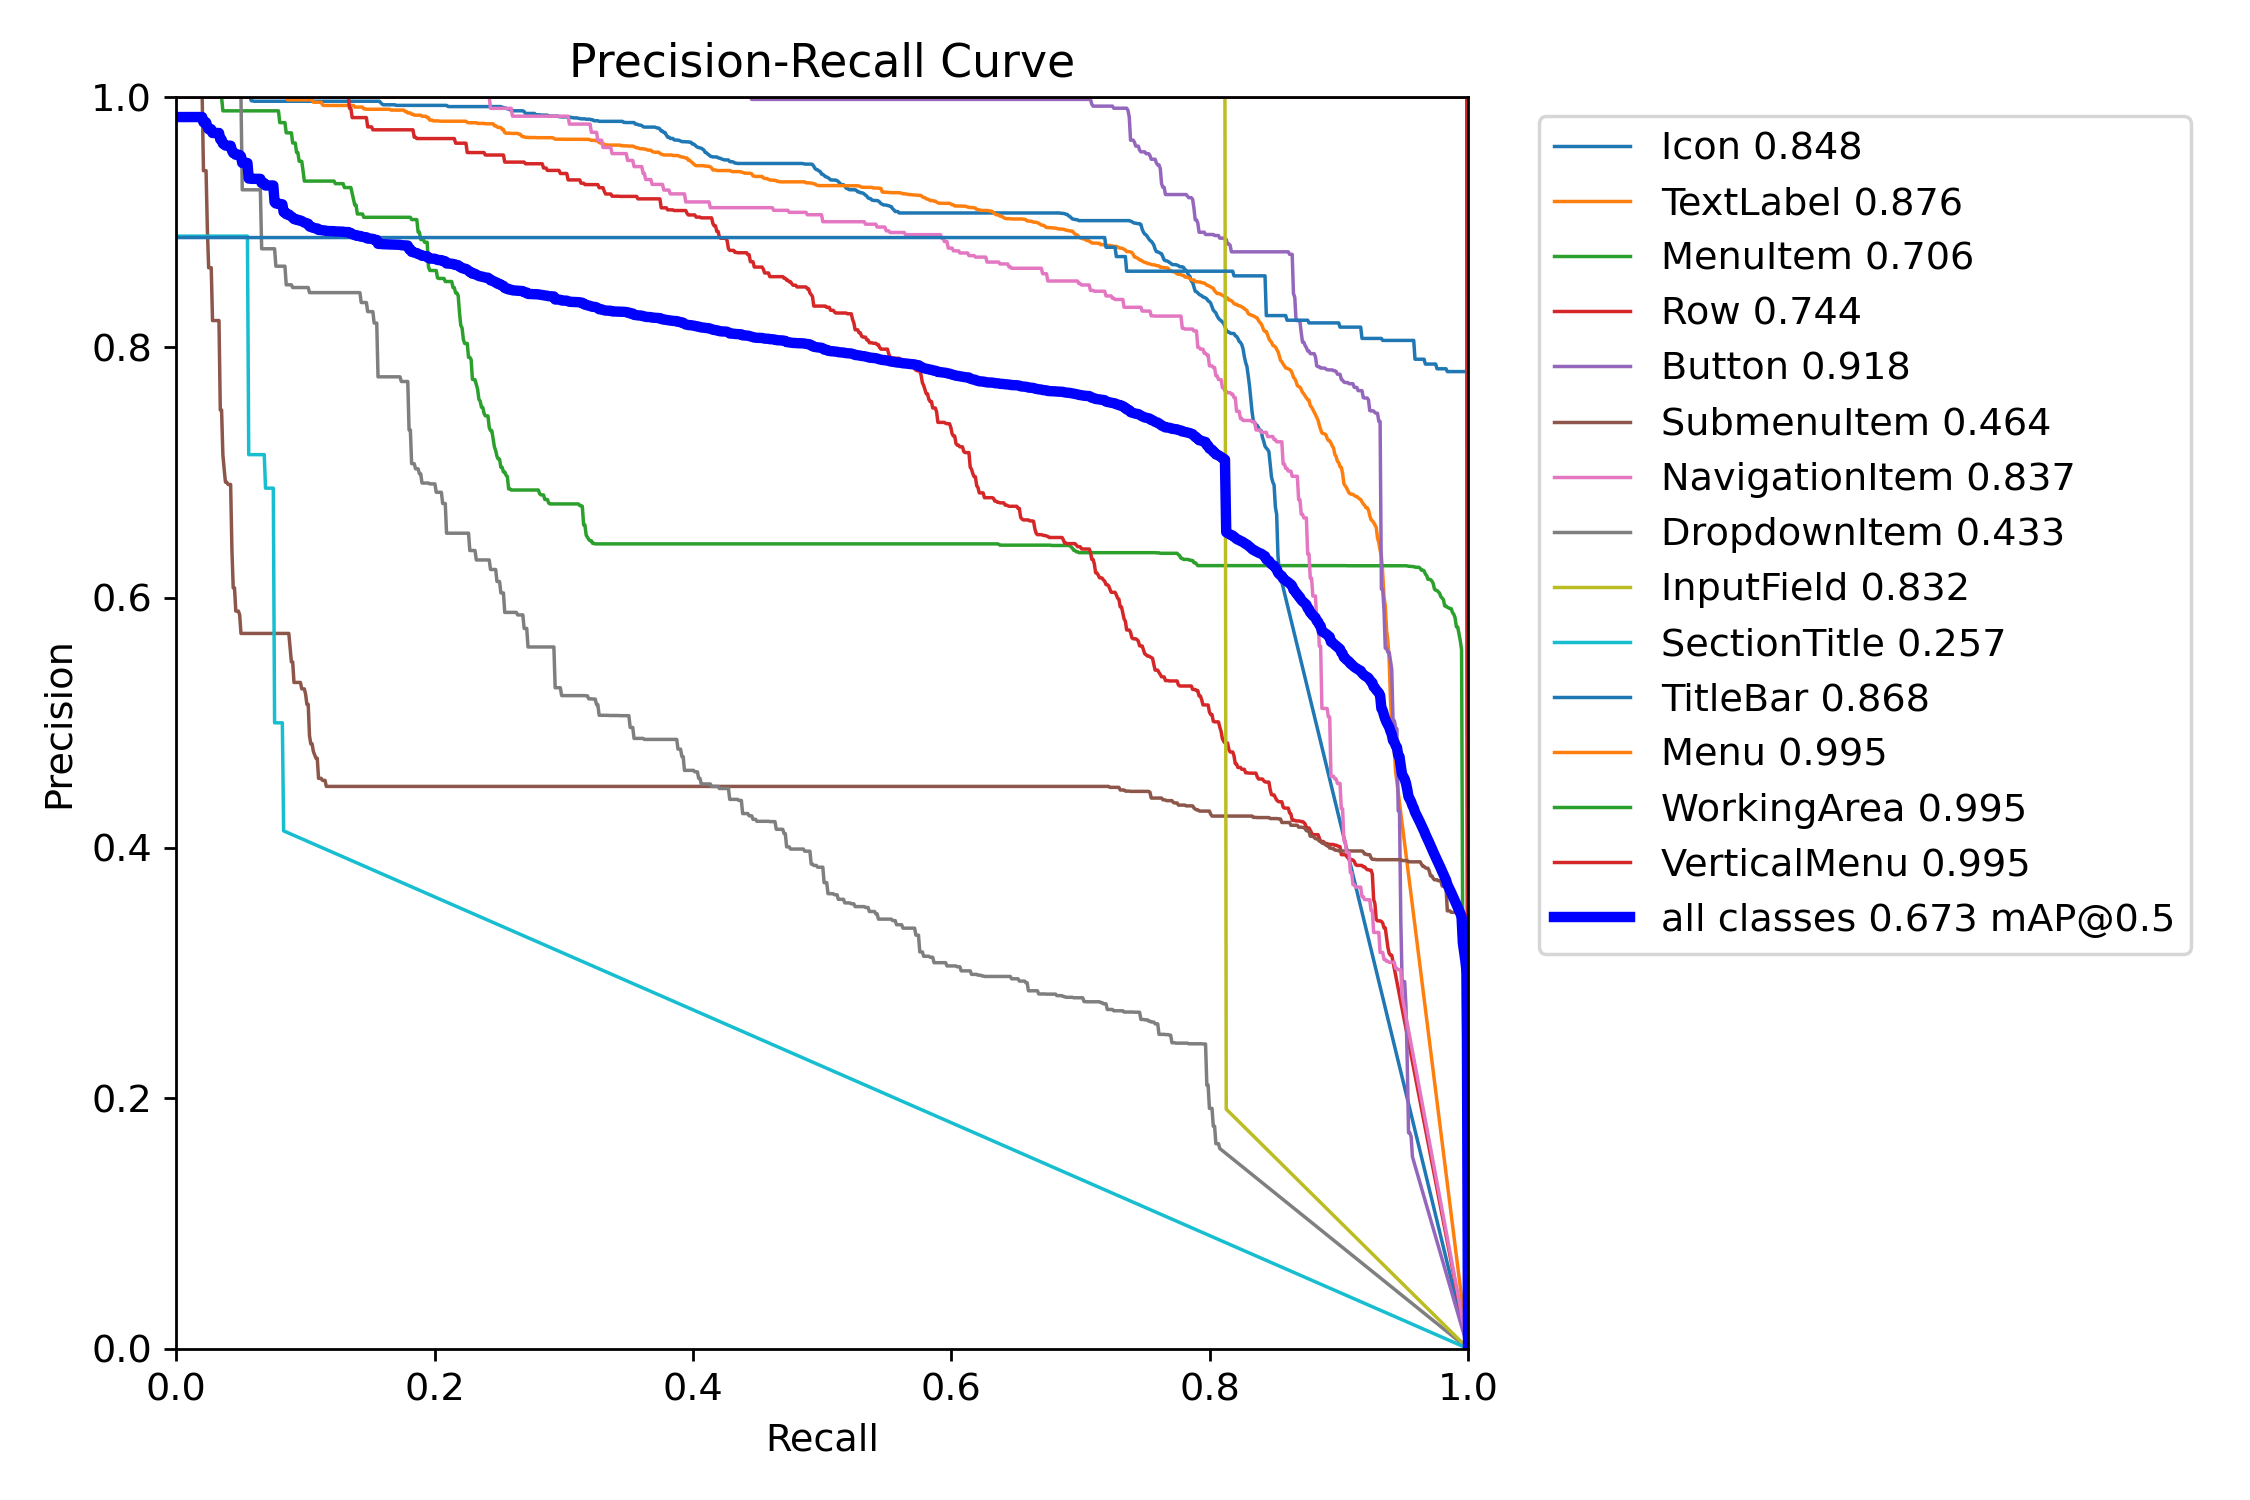 Precision-Recall Curve
1.0
0.8
0.6
0.4
0.2
0.0
Precision
0.0 0.2 0.4 0.6 0.8 1.0
Recall
Icon 0.848
TextLabel 0.876
MenuItem 0.706
Row 0.744
Button 0.918
SubmenuItem 0.464
NavigationItem 0.837
DropdownItem 0.433
InputField 0.832
SectionTitle 0.257
TitleBar 0.868
Menu 0.995
WorkingArea 0.995
VerticalMenu 0.995
all classes 0.673 mAP@0.5